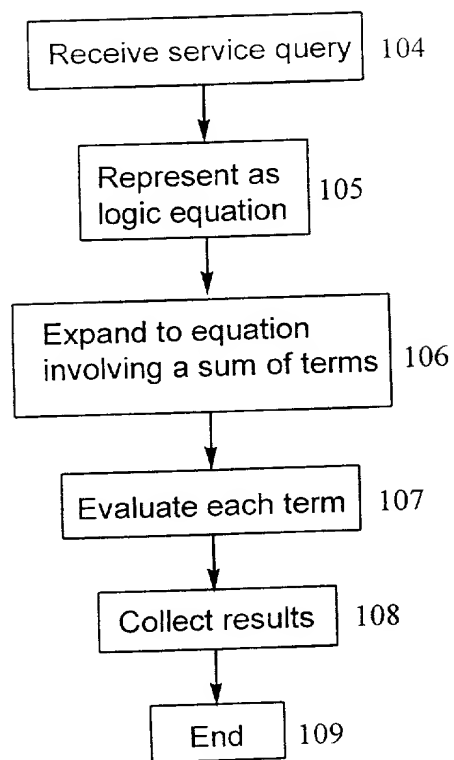 Receive service query 104
Represent as
logic equation 105
Expand to equation
involving a sum of terms 106
Evaluate each term 107
Collect results 108
End 109